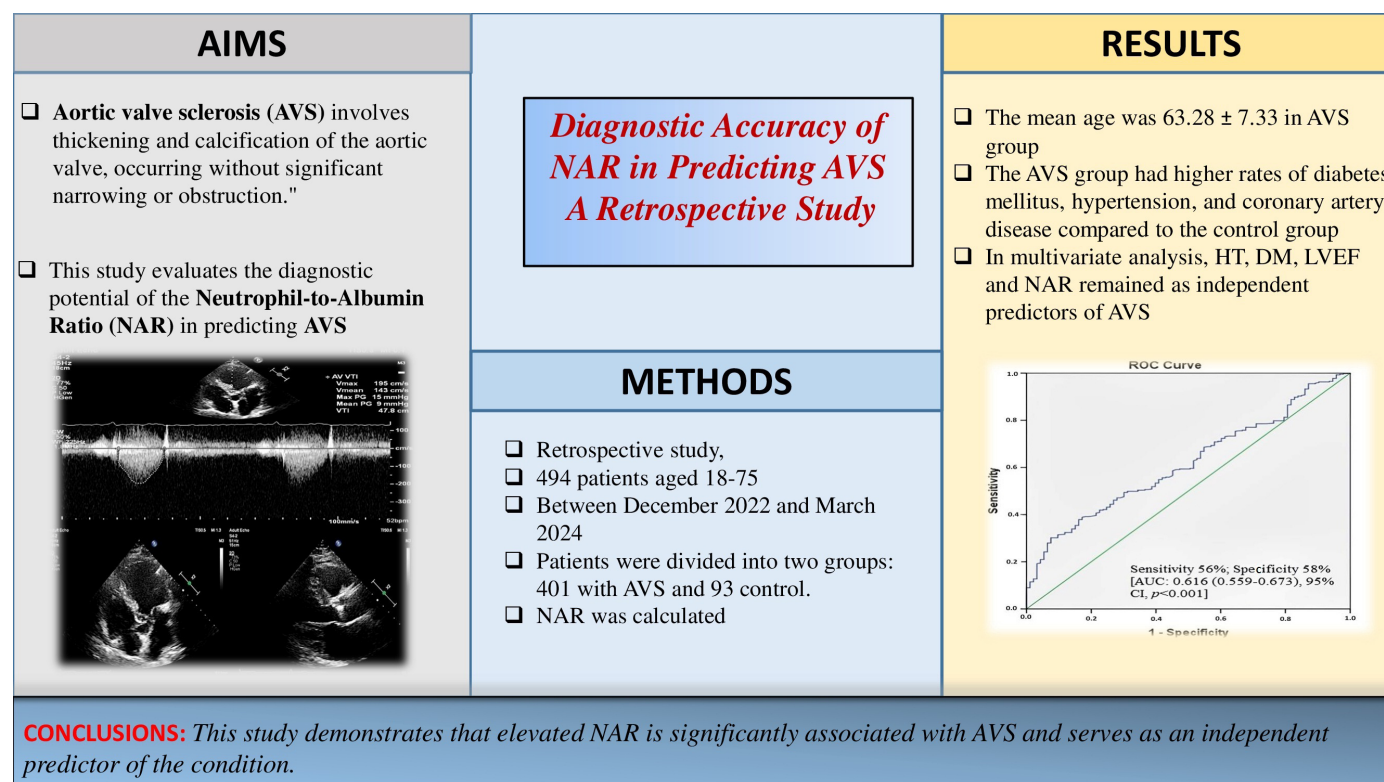 AIMS
❑ Aortic valve sclerosis (AVS) involves
thickening and calcification of the aortic
valve, occurring without significant
narrowing or obstruction."
❑ This study evaluates the diagnostic
potential of the Neutrophil-to-Albumin
Ratio (NAR) in predicting AVS
+ AV VTI
Vmax 195 cm/s
Vmean 143 cm/s
Max PG 15 mmHg
Mean PG 9 mmHg
VTI 47.8 cm
100mm/s
52bpm
Diagnostic Accuracy of
NAR in Predicting AVS
A Retrospective Study
METHODS
❑ Retrospective study,
❑ 494 patients aged 18-75
❑ Between December 2022 and March
2024
❑ Patients were divided into two groups:
401 with AVS and 93 control.
❑ NAR was calculated
RESULTS
❑ The mean age was 63.28 ± 7.33 in AVS
group
❑ The AVS group had higher rates of diabetes
mellitus, hypertension, and coronary artery
disease compared to the control group
❑ In multivariate analysis, HT, DM, LVEF
and NAR remained as independent
predictors of AVS
ROC Curve
Sensitivity
1.0
0.8
0.6
0.4
0.2
0.0
Sensitivity 56%; Specificity 58%
[AUC: 0.616 (0.559-0.673), 95%
CI, p<0.001]
0.0 0.2 0.4 0.6 0.8 1.0
1 - Specificity
CONCLUSIONS: This study demonstrates that elevated NAR is significantly associated with AVS and serves as an independent
predictor of the condition.